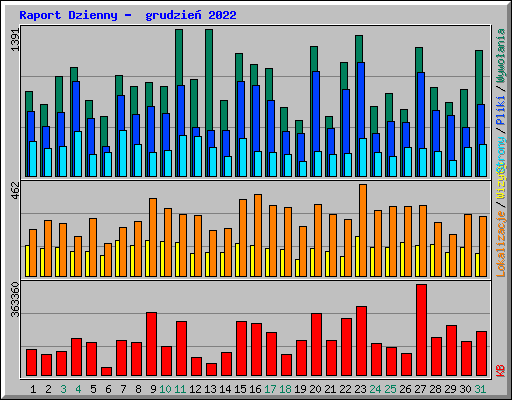 Raport Dzienny -  grudzień 2022
1391
462
363360
Lokalizacje / Wizyty
Strony / Pliki / Wywołania
KB
1 2 3 4 5 6 7 8 9 10 11 12 13 14 15 16 17 18 19 20 21 22 23 24 25 26 27 28 29 30 31